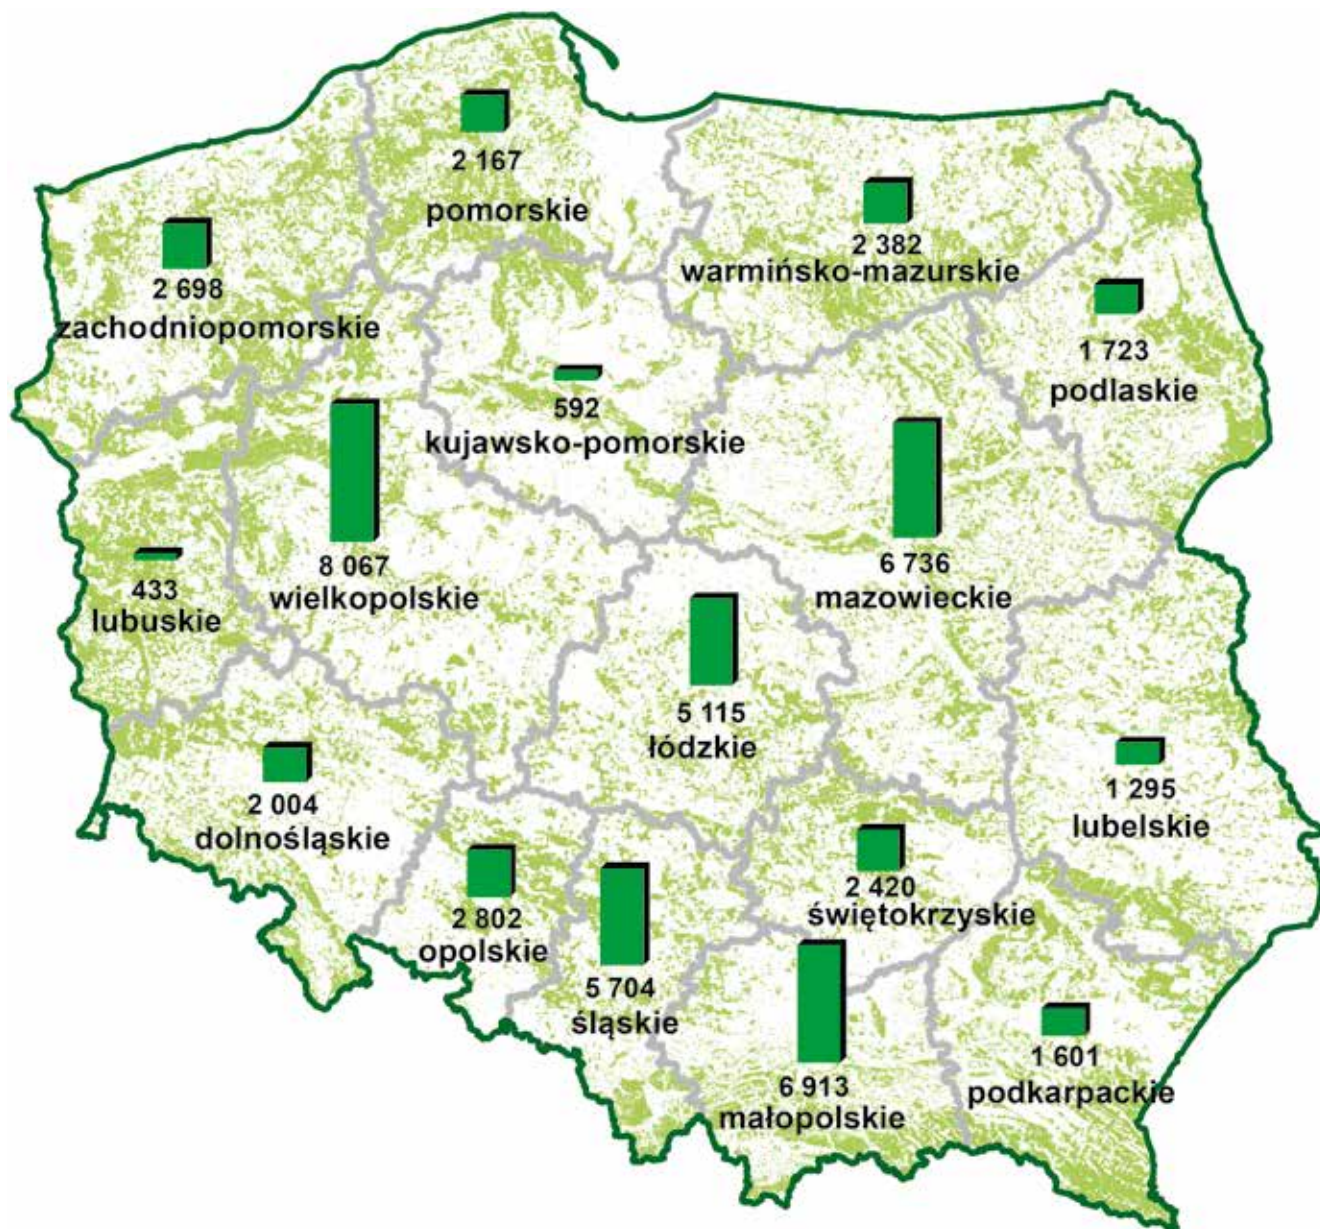 2 167
pomorskie
2 382
warmińsko-mazurskie
2 698
zachodniopomorskie
1 723
podlaskie
592
kujawsko-pomorskie
8 067
wielkopolskie
6 736
mazowieckie
433
lubuskie
5 115
łódzkie
2 004
dolnośląskie
1 295
lubelskie
2 802
opolskie
2 420
świętokrzyskie
5 704
śląskie
6 913
małopolskie
1 601
podkarpackie